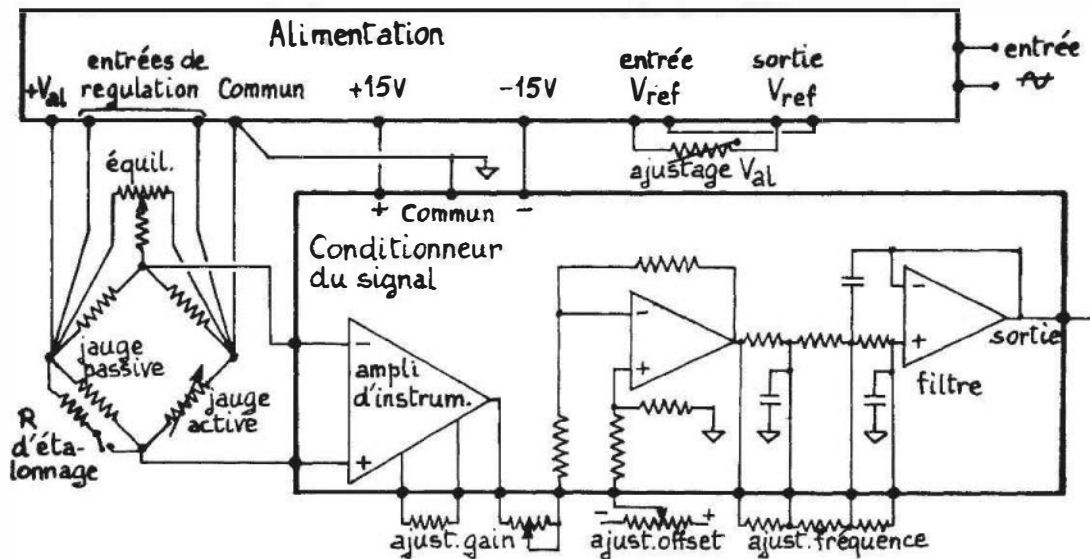 Alimentation
entrée
entrées de
regulation
+Val
Commun
+15V
-15V
entrée
Vref
sortie
Vref
ajustage Val
équil.
+ Commun -
Conditionneur
du signal
jauge
passive
jauge
active
R
d'éta-
lonnage
-
ampli
d'instrum.
+
-
+
-
+
sortie
filtre
ajust.gain
- +
ajust.offset
ajust.fréquence